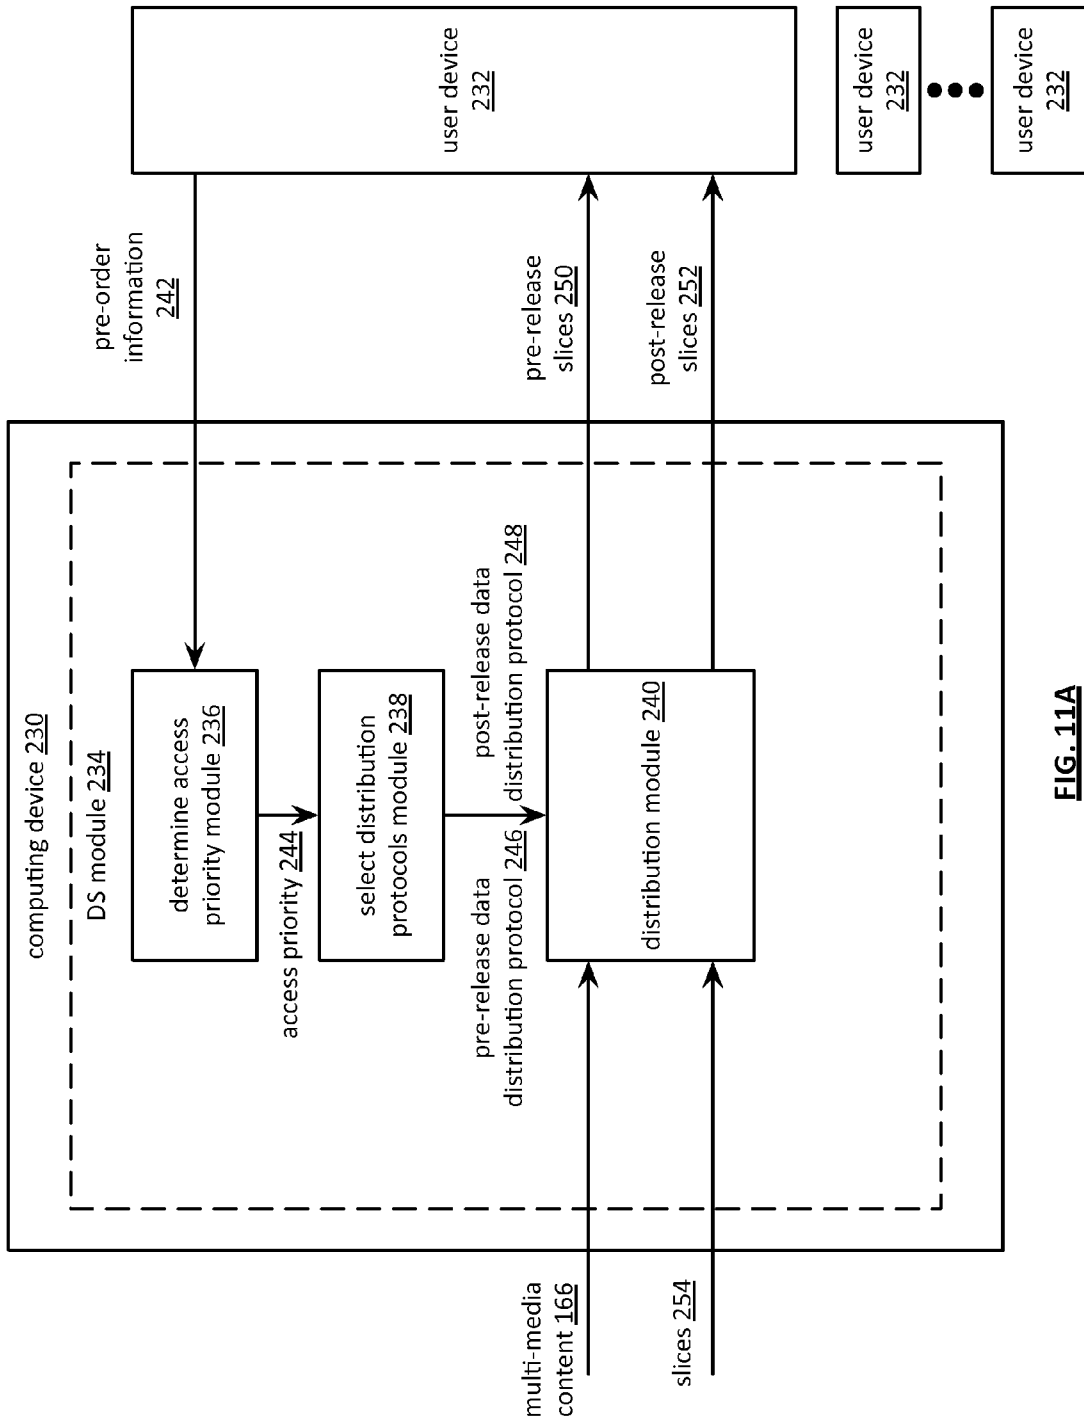 computing device 230
DS module 234
determine access
priority module 236
access priority 244
select distribution
protocols module 238
pre-release data
distribution protocol 246
post-release data
distribution protocol 248
distribution module 240
multi-media
content 166
slices 254
pre-order
information
242
pre-release
slices 250
post-release
slices 252
user device
232
user device
232
user device
232
FIG. 11A